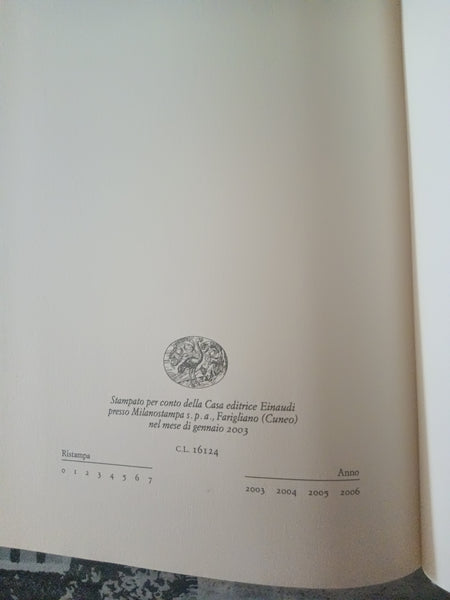 Stampato per conto della Casa editrice Einaudi
presso Milanostampa s.p.a., Farigliano (Cuneo)
nel mese di gennaio 2003
C.L. 16124
Ristampa
0 1 2 3 4 5 6 7
Anno
2003 2004 2005 2006